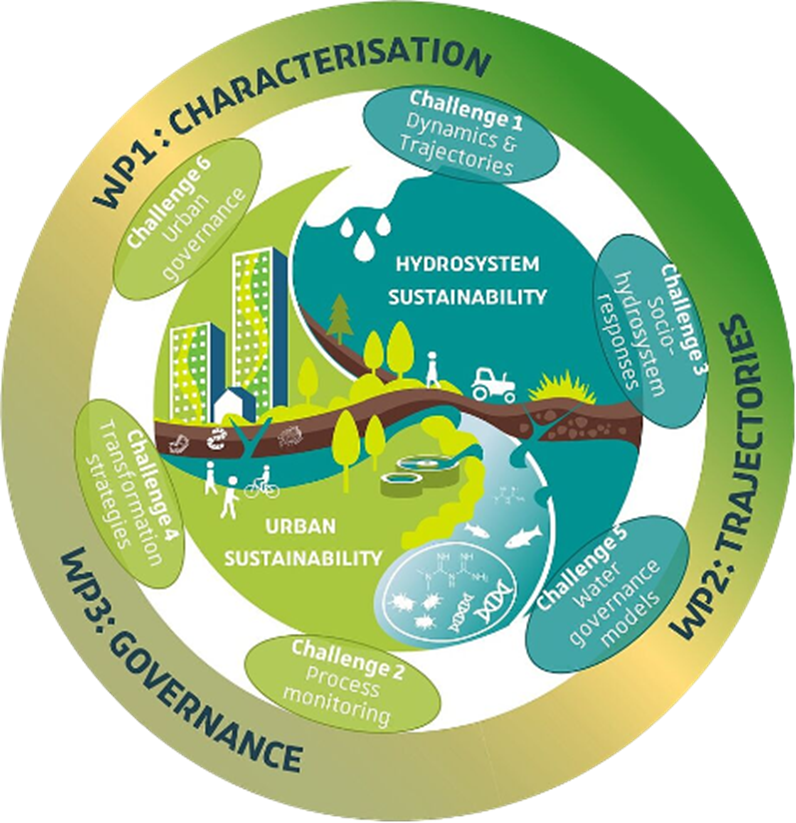 WP1 : CHARACTERISATION
Challenge 1
Dynamics &
Trajectories
Challenge 6
Urban
governance
HYDROSYSTEM
SUSTAINABILITY
Challenge 3
Socio-
hydrosystem
responses
WP2: TRAJECTORIES
Challenge 4
Transformation
strategies
URBAN
SUSTAINABILITY
Challenge 5
Water
governance
models
WP3: GOVERNANCE
Challenge 2
Process
monitoring